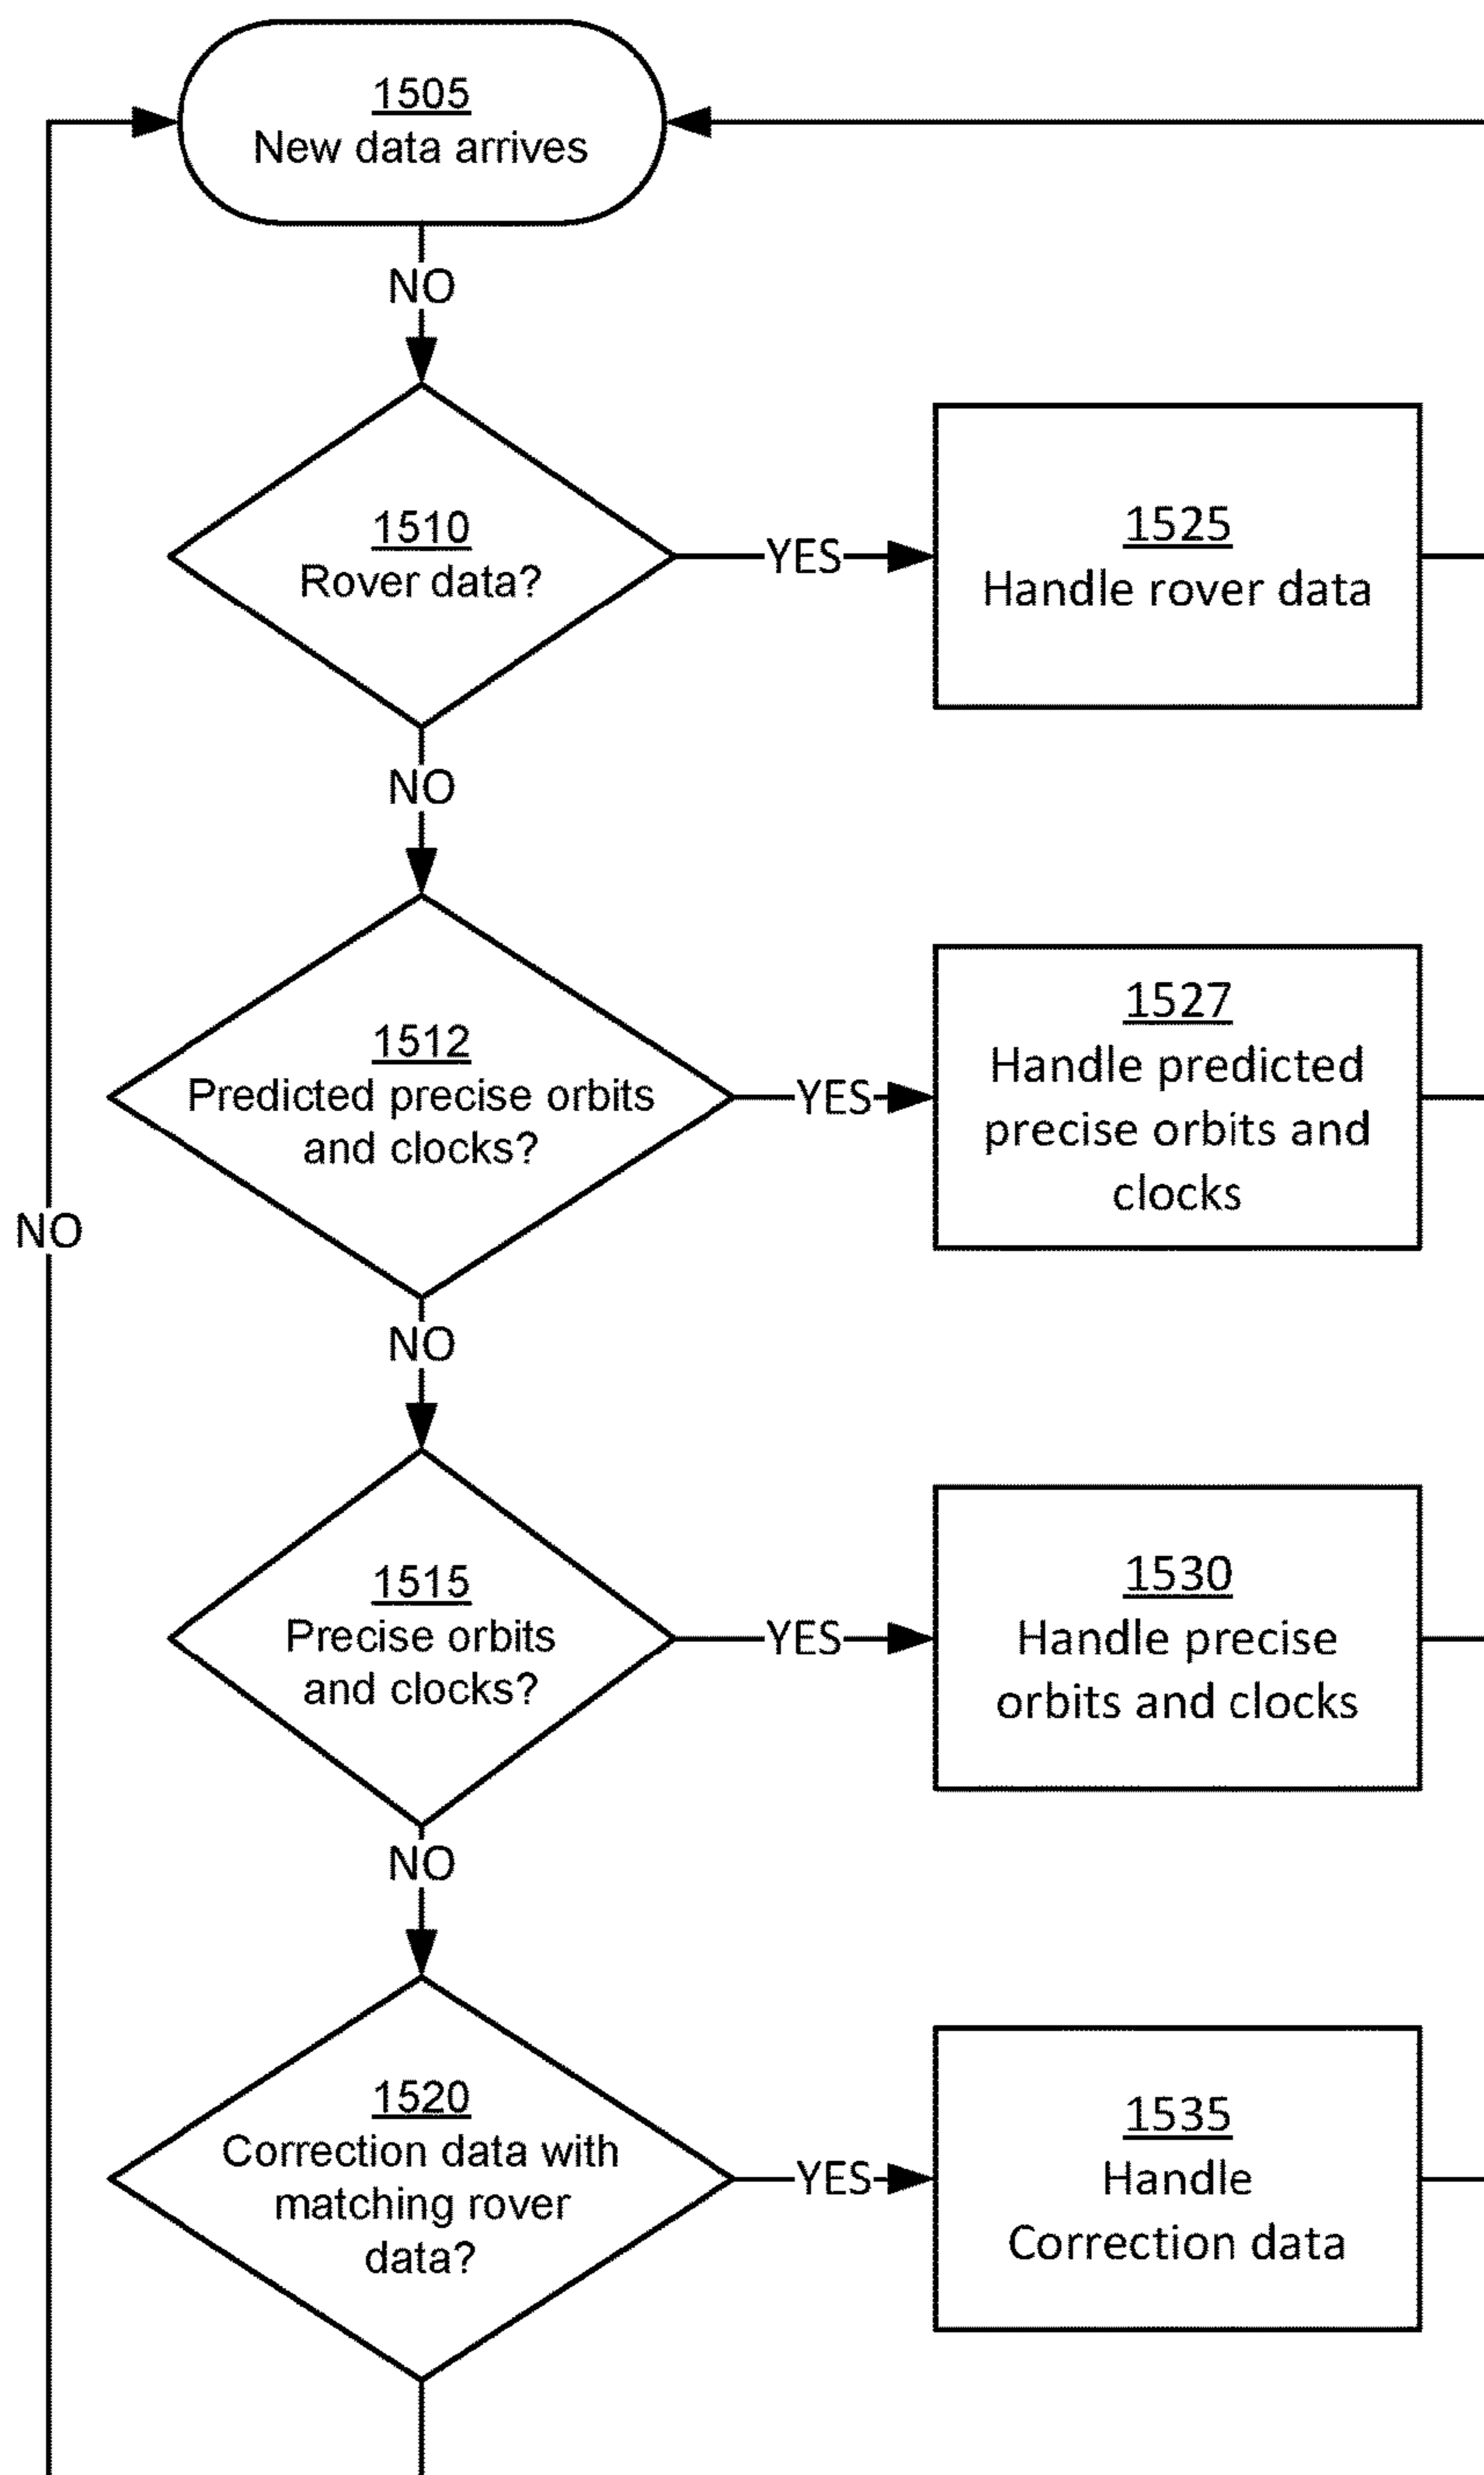 1505
New data arrives
NO
1510
Rover data?
YES
1525
Handle rover data
NO
1512
Predicted precise orbits
and clocks?
YES
1527
Handle predicted
precise orbits and
clocks
NO
NO
1515
Precise orbits
and clocks?
YES
1530
Handle precise
orbits and clocks
NO
1520
Correction data with
matching rover
data?
YES
1535
Handle
Correction data